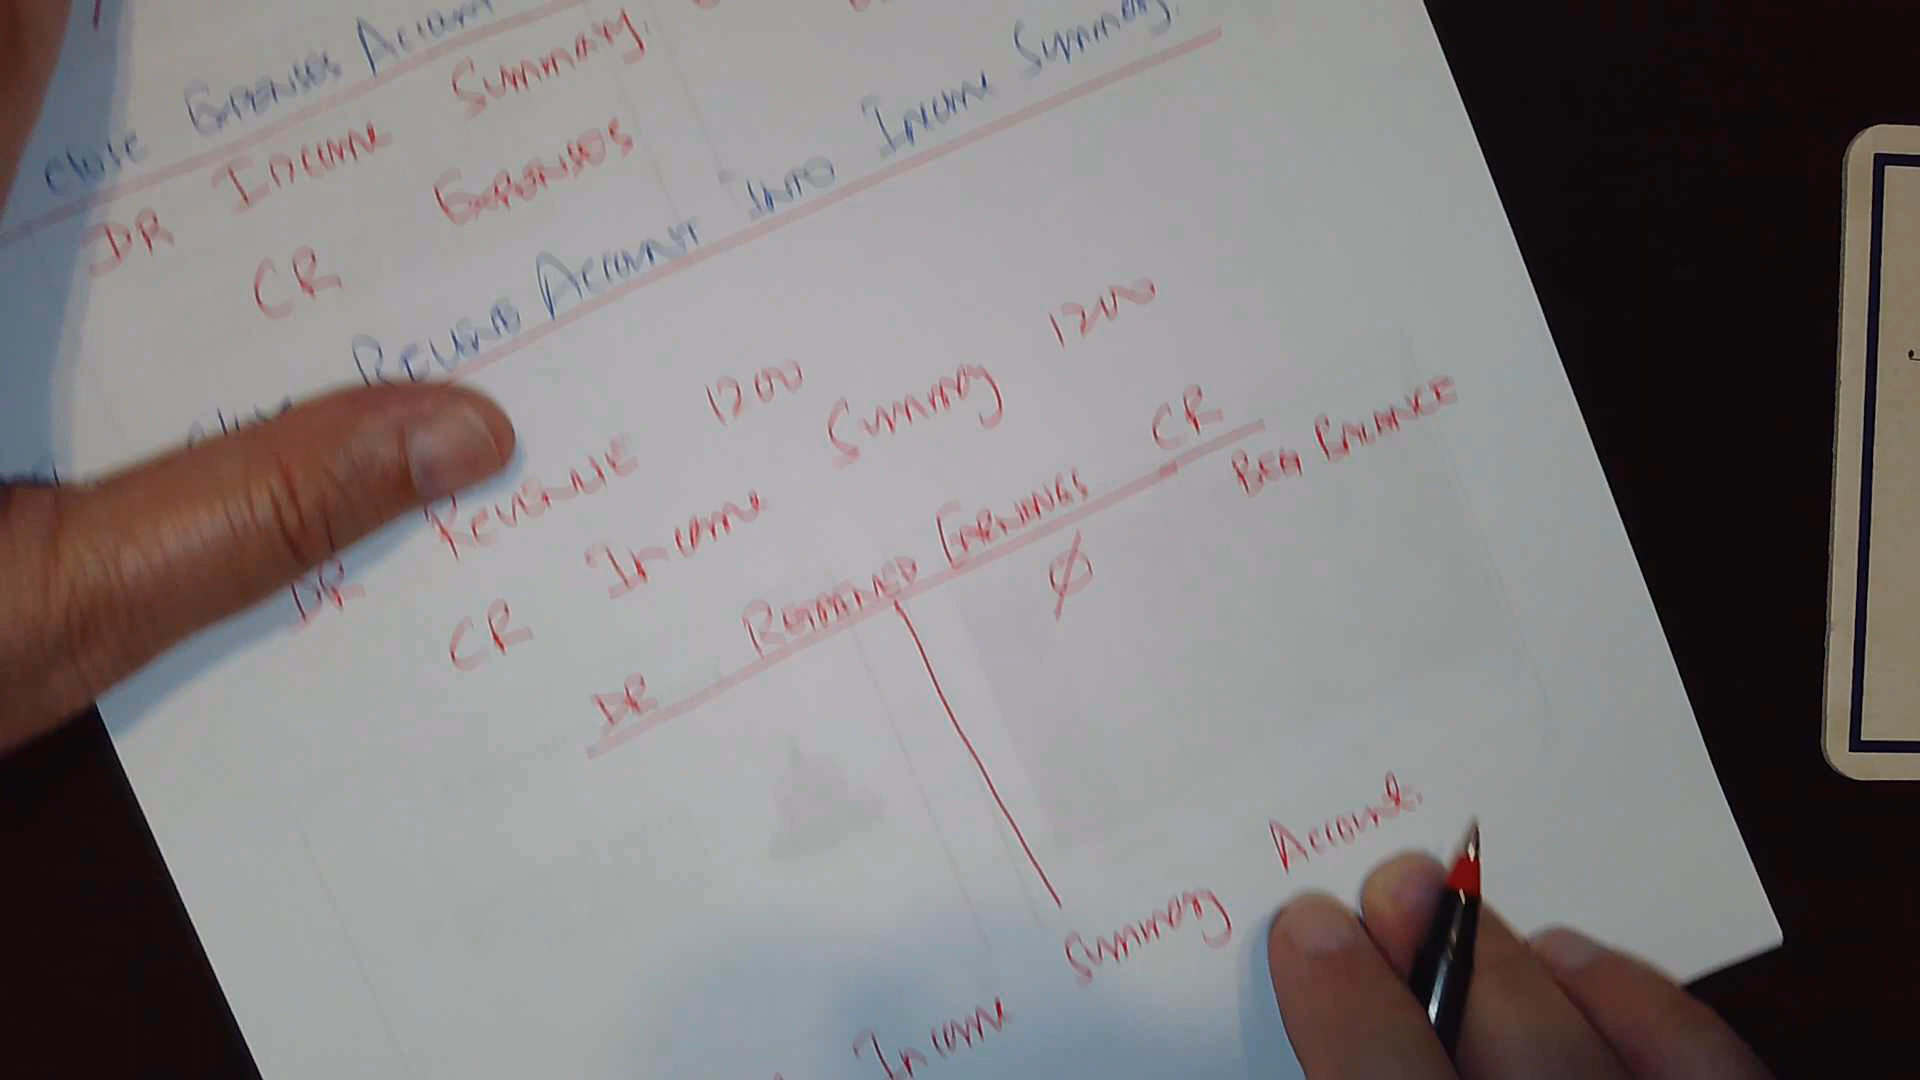 Close EXPENSES Account
DR Income Summary.
CR EXPENSES
Close REVENUE Account INTO Income Summary.
DR REVENUE 1200
CR Income Summary 1200
DR RETAINED EARNINGS CR
Ø BEG BALANCE
Income Summary Account.